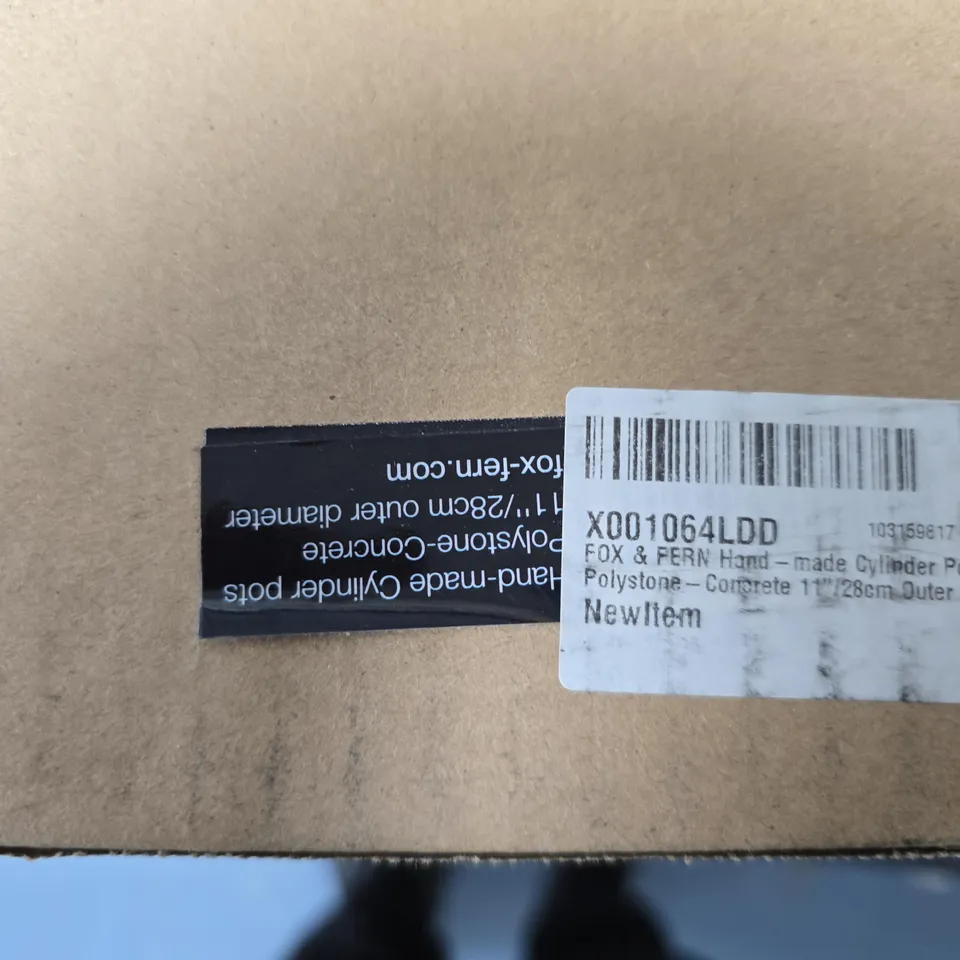 Hand-made Cylinder pots
Polystone-Concrete
11"/28cm outer diameter
fox-fern.com
X001064LDD
103159817
FOX & FERN Hand – made Cylinder
Polystone – Concrete 11"/28cm Outer
NewItem